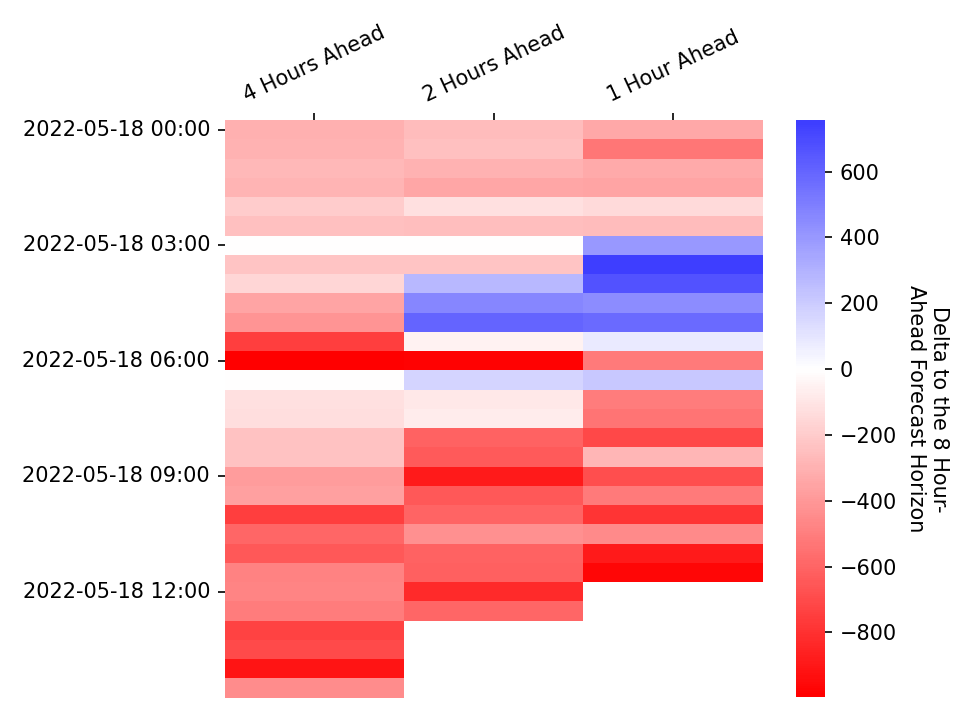 4 Hours Ahead
2 Hours Ahead
1 Hour Ahead
2022-05-18 00:00
2022-05-18 03:00
2022-05-18 06:00
2022-05-18 09:00
2022-05-18 12:00
600
400
200
0
−200
−400
−600
−800
Delta to the 8 Hour-
Ahead Forecast Horizon